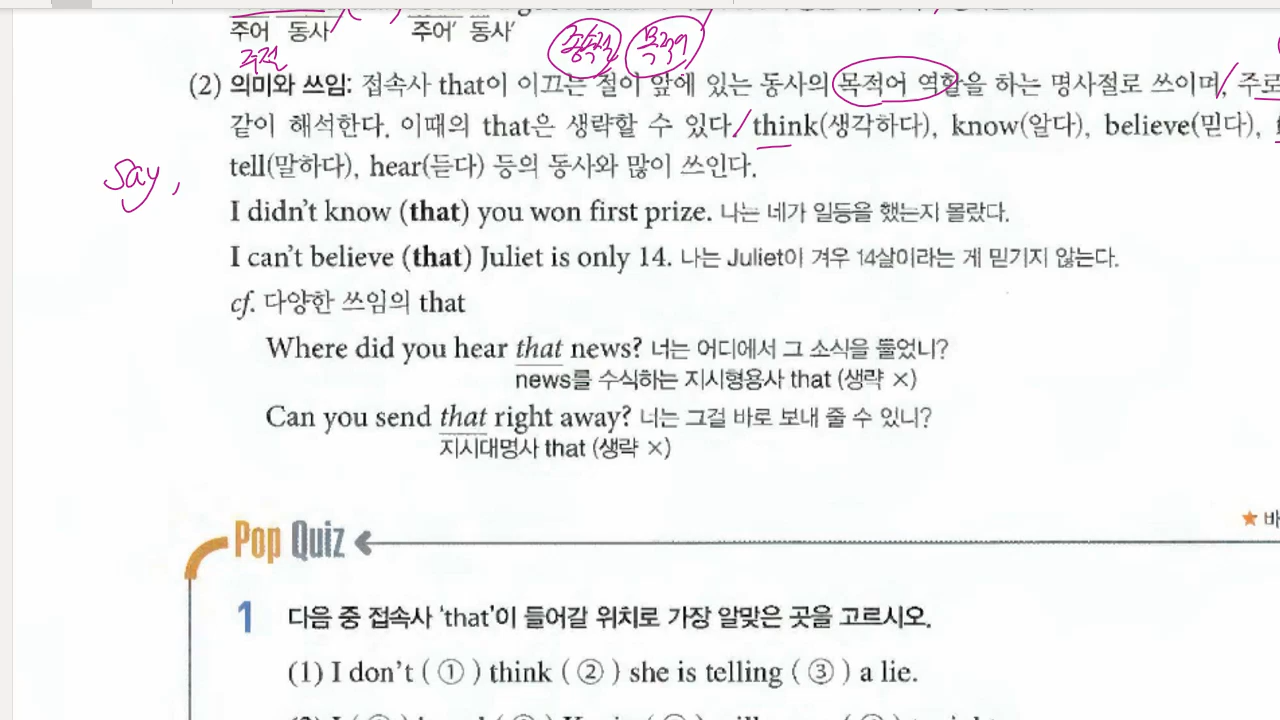 주어 동사 주어' 동사'
주절 종속절 목적어
(2) 의미와 쓰임: 접속사 that이 이끄는 절이 앞에 있는 동사의 목적어 역할을 하는 명사절로 쓰이며, 주로
같이 해석한다. 이때의 that은 생략할 수 있다 think(생각하다), know(알다), believe(믿다),
say, tell(말하다), hear(듣다) 등의 동사와 많이 쓰인다.
I didn't know (that) you won first prize. 나는 네가 일등을 했는지 몰랐다.
I can't believe (that) Juliet is only 14. 나는 Juliet이 겨우 14살이라는 게 믿기지 않는다.
cf. 다양한 쓰임의 that
Where did you hear that news? 너는 어디에서 그 소식을 들었니?
news를 수식하는 지시형용사 that (생략 ×)
Can you send that right away? 너는 그걸 바로 보내 줄 수 있니?
지시대명사 that (생략 ×)
Pop Quiz
1 다음 중 접속사 'that'이 들어갈 위치로 가장 알맞은 곳을 고르시오.
(1) I don't ( ① ) think ( ② ) she is telling ( ③ ) a lie.